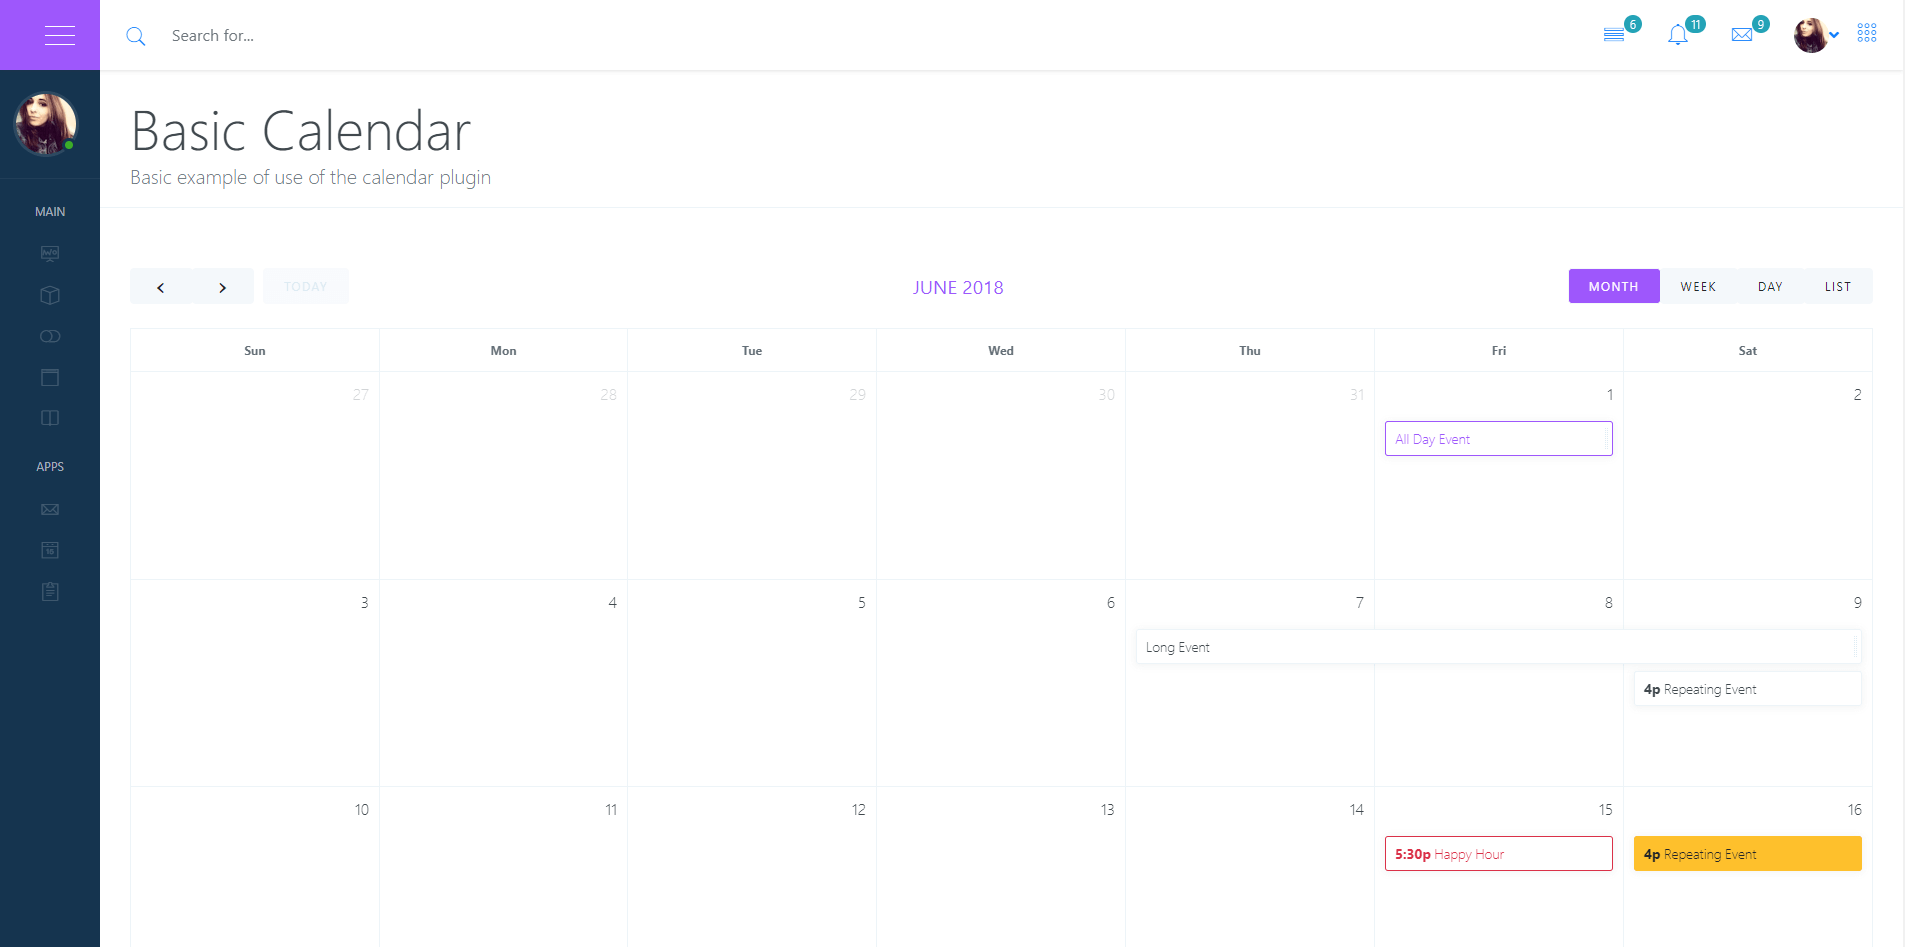 Search for...
6
11
9
Basic Calendar
Basic example of use of the calendar plugin
MAIN
APPS
15
TODAY
JUNE 2018
MONTH WEEK DAY LIST
Sun Mon Tue Wed Thu Fri Sat
27 28 29 30 31 1 2
All Day Event
3 4 5 6 7 8 9
Long Event
4p Repeating Event
10 11 12 13 14 15 16
5:30p Happy Hour
4p Repeating Event